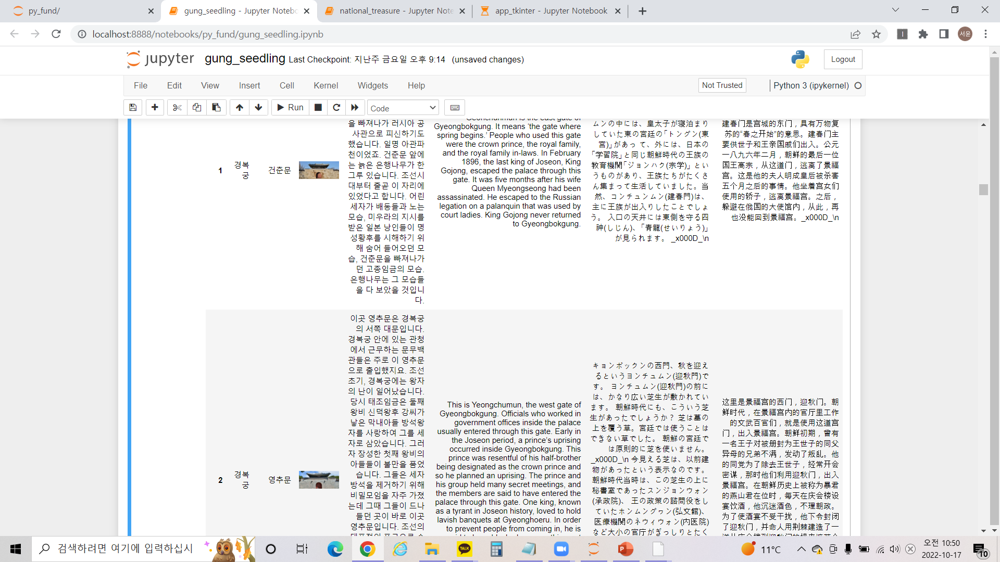 py_fund/
gung_seedling - Jupyter Notebo
national_treasure - Jupyter Note
app_tkinter - Jupyter Notebook
localhost:8888/notebooks/py_fund/gung_seedling.ipynb
서윤
jupyter gung_seedling Last Checkpoint: 지난주 금요일 오후 9:14 (unsaved changes)
Logout
File Edit View Insert Cell Kernel Widgets Help
Not Trusted
Python 3 (ipykernel)
Run
Code
1
경복
궁
건춘문
을 빠져나가 러시아 공
사관으로 피신하기도
했습니다. 일명 아관파
천이었죠. 건춘문 앞에
는 늙은 은행나무가 한
그루 있습니다. 조선시
대부터 줄곧 이 자리에
있었다고 합니다. 어린
세자가 배동들과 노는
모습, 미우라의 지시를
받은 일본 낭인들이 명
성황후를 시해하기 위
해 숨어 들어오던 모
습, 건춘문을 빠져나가
던 고종임금의 모습.
은행나무는 그 모습들
을 다 보았을 것입니
다.
Geonchunmun is the east gate of
Gyeongbokgung. It means ‘the gate where
spring begins.’ People who used this gate
were the crown prince, the royal family,
and the royal family in-laws. In February
1896, the last king of Joseon, King
Gojong, escaped the palace through this
gate. It was five months after his wife
Queen Myeongseong had been
assassinated. He escaped to the Russian
legation on a palanquin that was used by
court ladies. King Gojong never returned
to Gyeongbokgung.
ムンの中には、皇太子が寝泊まり
していた東の宮廷の「トングン(東
宮)」があって、外には、日本の
「学習院」と同じ朝鮮時代の王族の
教育機関「ジョンハク(宗学)」とい
うものがあり、王族たちがたくさ
ん集まって生活していました。当
然、コンチュンムン(建春門)は、
主に王族が出入りしたことでしょ
う。 入口の天井には東側を守る四
神(しじん)、「青龍(せいりょう)」
が見られます。 _x000D_\n
建春门是宫城的东门，具有万物复
苏的“春之开始”的意思。建春门主
要供世子和王亲国戚们出入。公元
一八九六年二月，朝鲜的最后一位
国王高宗，从这道门，逃离了景福
宫。这是他的夫人明成皇后被杀害
五个月之后的事情。他坐着宫女们
使用的轿子，逃离景福宫。之后，
躲避在俄国的大使馆内，从此，再
也没能回到景福宫。_x000D_\n
2
경복
궁
영추문
이곳 영추문은 경복궁
의 서쪽 대문입니다.
경복궁 안에 있는 관청
에서 근무하는 문무백
관들은 주로 이 영추문
으로 출입했지요. 조선
초기, 경복궁에는 왕자
의 난이 일어났습니다.
당시 태조임금은 둘째
왕비 신덕왕후 강씨가
낳은 막내아들 방석왕
자를 사랑하여 그를 세
자로 삼았습니다. 그러
자 장성한 첫째 왕비의
아들들이 불만을 품었
습니다. 그들은 세자
방석을 제거하기 위해
비밀모임을 자주 가졌
는데 그때 그들이 드나
들던 곳이 바로 이곳
영추문입니다. 조선의
This is Yeongchumun, the west gate of
Gyeongbokgung. Officials who worked in
government offices inside the palace
usually entered through this gate. Early in
the Joseon period, a prince’s uprising
occurred inside Gyeongbokgung. This
prince was resentful of his half-brother
being designated as the crown prince and
so he planned an uprising. The prince and
his group held many secret meetings, and
the members are said to have entered the
palace through this gate. One king, known
as a tyrant in Joseon history, loved to hold
lavish banquets at Gyeonghoeru. In order
to prevent people from coming in, he is
キョンボックンの西門、秋を迎え
るというヨンチュムン(迎秋門)で
す。 ヨンチュムン(迎秋門)の前に
は、かなり広い芝生が敷かれてい
ます。 朝鮮時代にも、こういう芝
生があったでしょうか？ 芝は墓の
上を覆う草。宮廷では使うことは
できない草でした。 朝鮮の宮廷で
は原則的に芝を使いません。
_x000D_\n 今見える芝は、以前建
物があったという表示なのです。
朝鮮時代当時は、この芝生の上に
秘書室であったスンジョンウォン
(承政院)、 王の政策の諮問役をし
ていたホンムングヮン(弘文館)、
医療機関のネウィウォン(内医院)
など大小の官庁がぎっしりとたく
这里是景福宫的西门，迎秋门。朝
鲜时代，在景福宫内的官厅里工作
的文武百官们，就是使用这道宫
门，出入景福宫。朝鲜初期，曾有
一名王子对被册封为王世子的同父
异母的兄弟不满，发动了叛乱。他
的同党为了除去王世子，经常开会
密谋，那时他们利用迎秋门，出入
景福宫。在朝鲜历史上被称为暴君
的燕山君在位时，每天在庆会楼设
宴饮酒，他沉迷酒色，不理朝政。
为了使酒宴不受干扰，他下令封闭
了迎秋门，并命人用荆棘建造了一
검색하려면 여기에 입력하십시
TALK
11°C
오전 10:50
2022-10-17
10